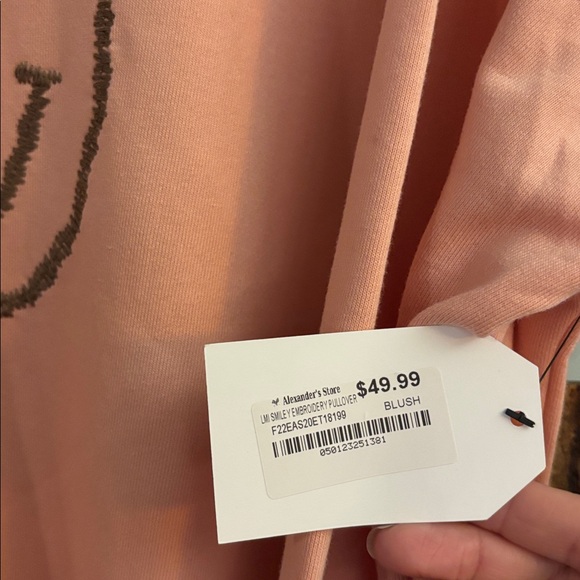 Alexander's Store $49.99
LMI SMILEY EMBROIDERY PULLOVER
F22EAS20ET18199 BLUSH
050123251381